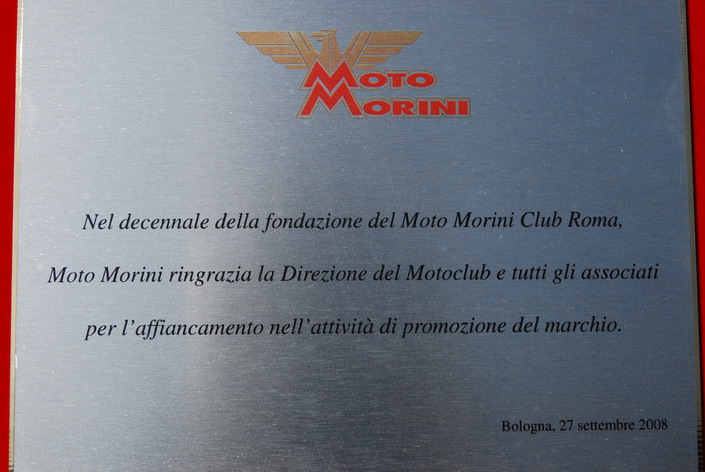 MOTO
MORINI
Nel decennale della fondazione del Moto Morini Club Roma,
Moto Morini ringrazia la Direzione del Motoclub e tutti gli associati
per l'affiancamento nell'attività di promozione del marchio.
Bologna, 27 settembre 2008